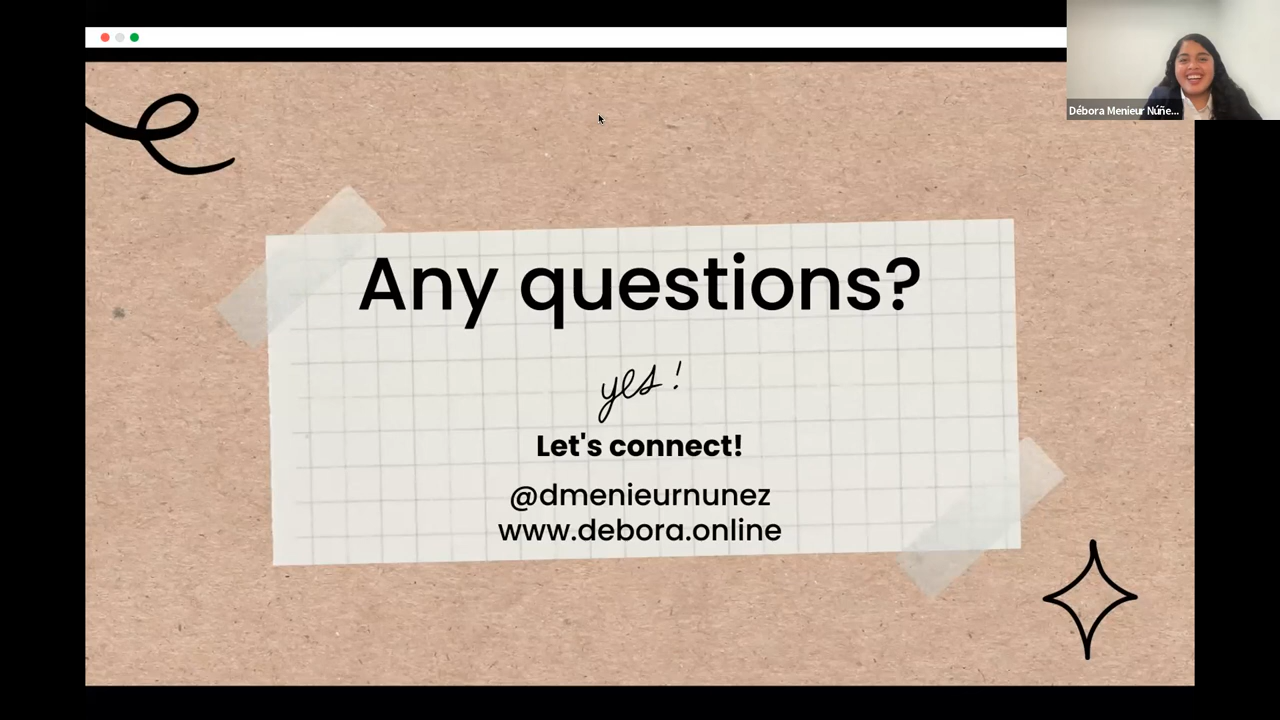 Débora Menieur Núñe...
Any questions?
yes!
Let's connect!
@dmenieurnunez
www.debora.online